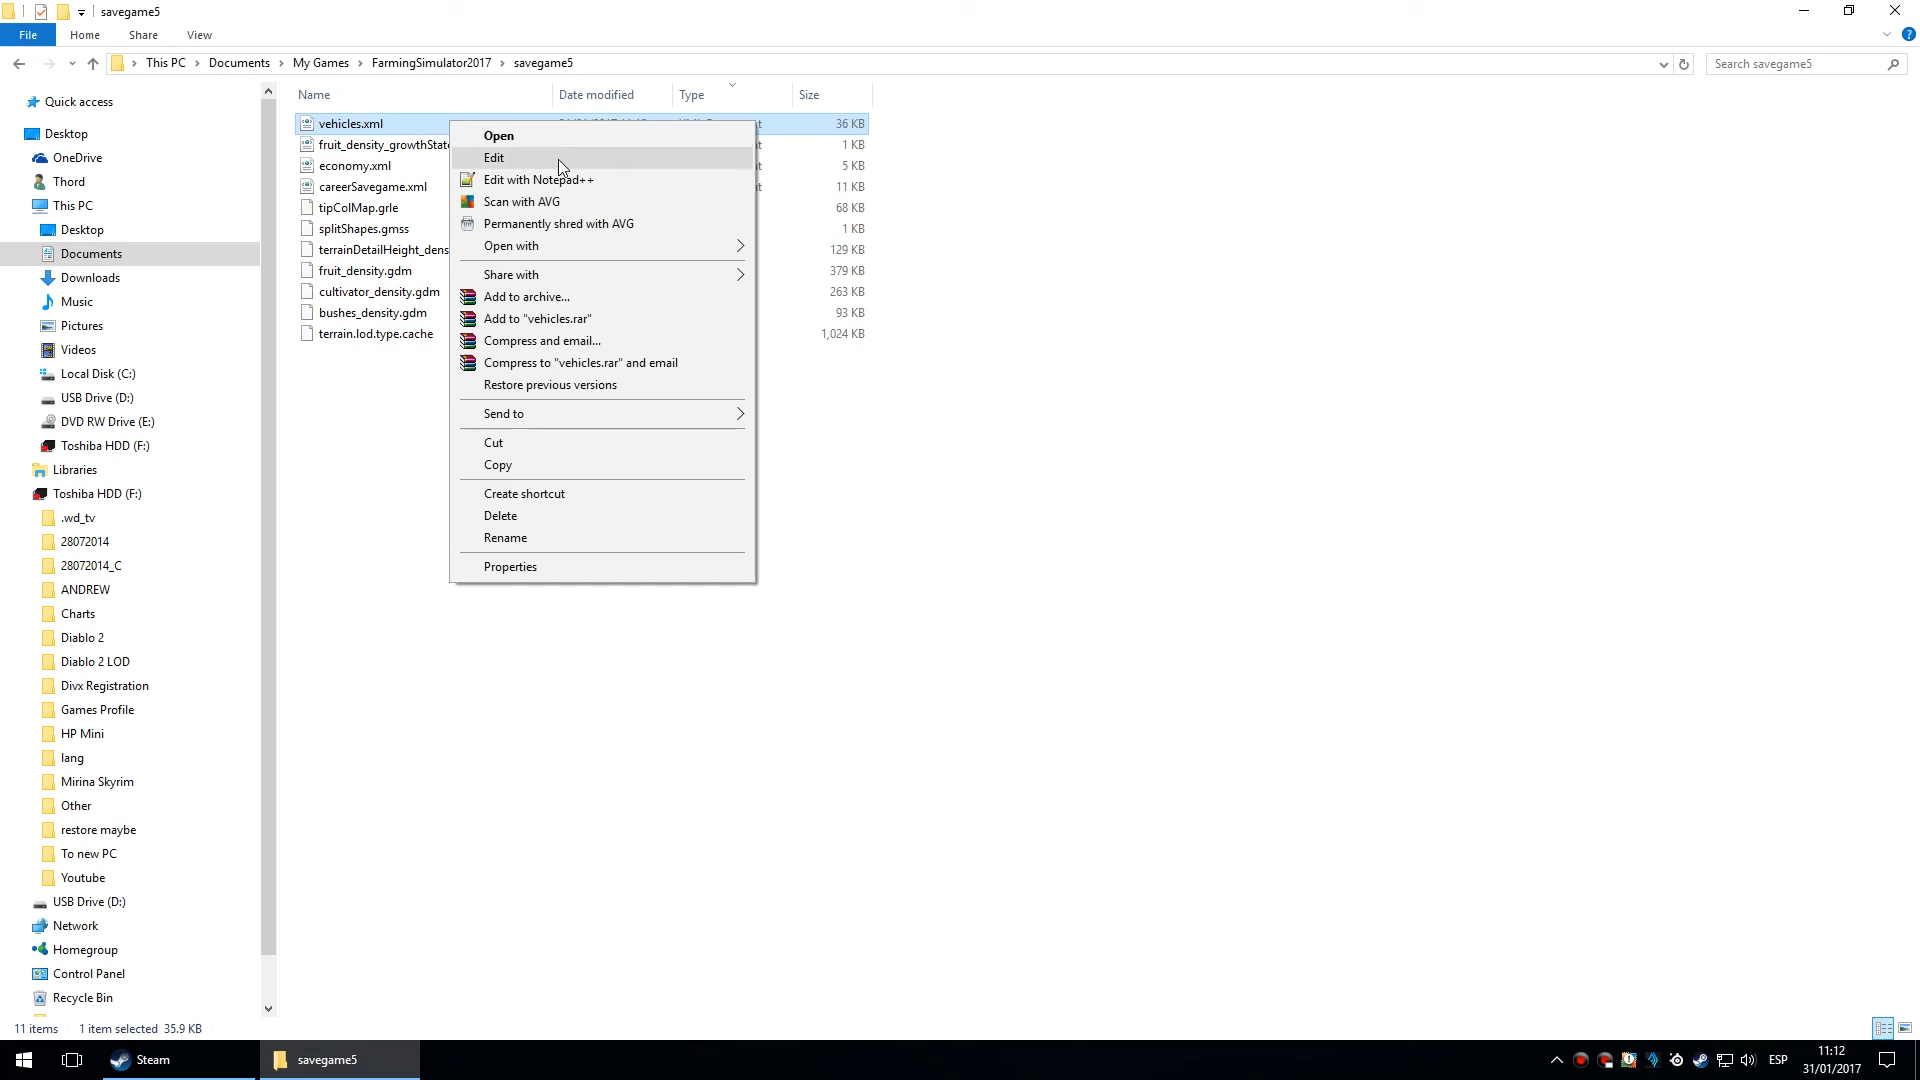 savegame5
File Home Share View
This PC Documents My Games FarmingSimulator2017 savegame5
Search savegame5
Name Date modified Type Size
Quick access
Desktop
OneDrive
Thord
This PC
Desktop
Documents
Downloads
Music
Pictures
Videos
Local Disk (C:)
USB Drive (D:)
DVD RW Drive (E:)
Toshiba HDD (F:)
Libraries
Toshiba HDD (F:)
.wd_tv
28072014
28072014_C
ANDREW
Charts
Diablo 2
Diablo 2 LOD
Divx Registration
Games Profile
HP Mini
lang
Mirina Skyrim
Other
restore maybe
To new PC
Youtube
USB Drive (D:)
Network
Homegroup
Control Panel
Recycle Bin
vehicles.xml 36 KB
fruit_density_growthState 1 KB
economy.xml 5 KB
careerSavegame.xml 11 KB
tipColMap.grle 68 KB
splitShapes.gmss 1 KB
terrainDetailHeight_dens 129 KB
fruit_density.gdm 379 KB
cultivator_density.gdm 263 KB
bushes_density.gdm 93 KB
terrain.lod.type.cache 1,024 KB
Open
Edit
Edit with Notepad++
Scan with AVG
Permanently shred with AVG
Open with
Share with
Add to archive...
Add to "vehicles.rar"
Compress and email...
Compress to "vehicles.rar" and email
Restore previous versions
Send to
Cut
Copy
Create shortcut
Delete
Rename
Properties
11 items 1 item selected 35.9 KB
Steam savegame5
ESP
11:12
31/01/2017